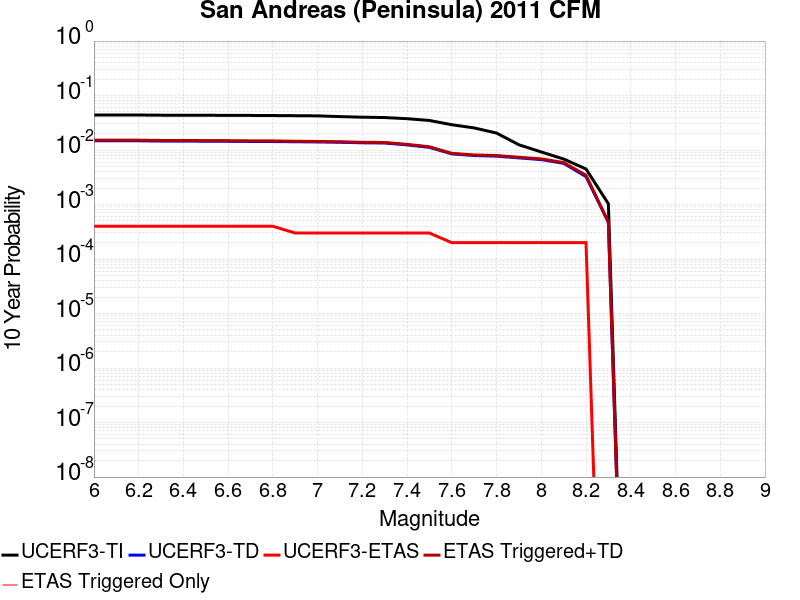 San Andreas (Peninsula) 2011 CFM
10^0
10^-1
10^-2
10^-3
10^-4
10^-5
10^-6
10^-7
10^-8
10 Year Probability
6 6.2 6.4 6.6 6.8 7 7.2 7.4 7.6 7.8 8 8.2 8.4 8.6 8.8 9
Magnitude
UCERF3-TI UCERF3-TD UCERF3-ETAS ETAS Triggered+TD
ETAS Triggered Only